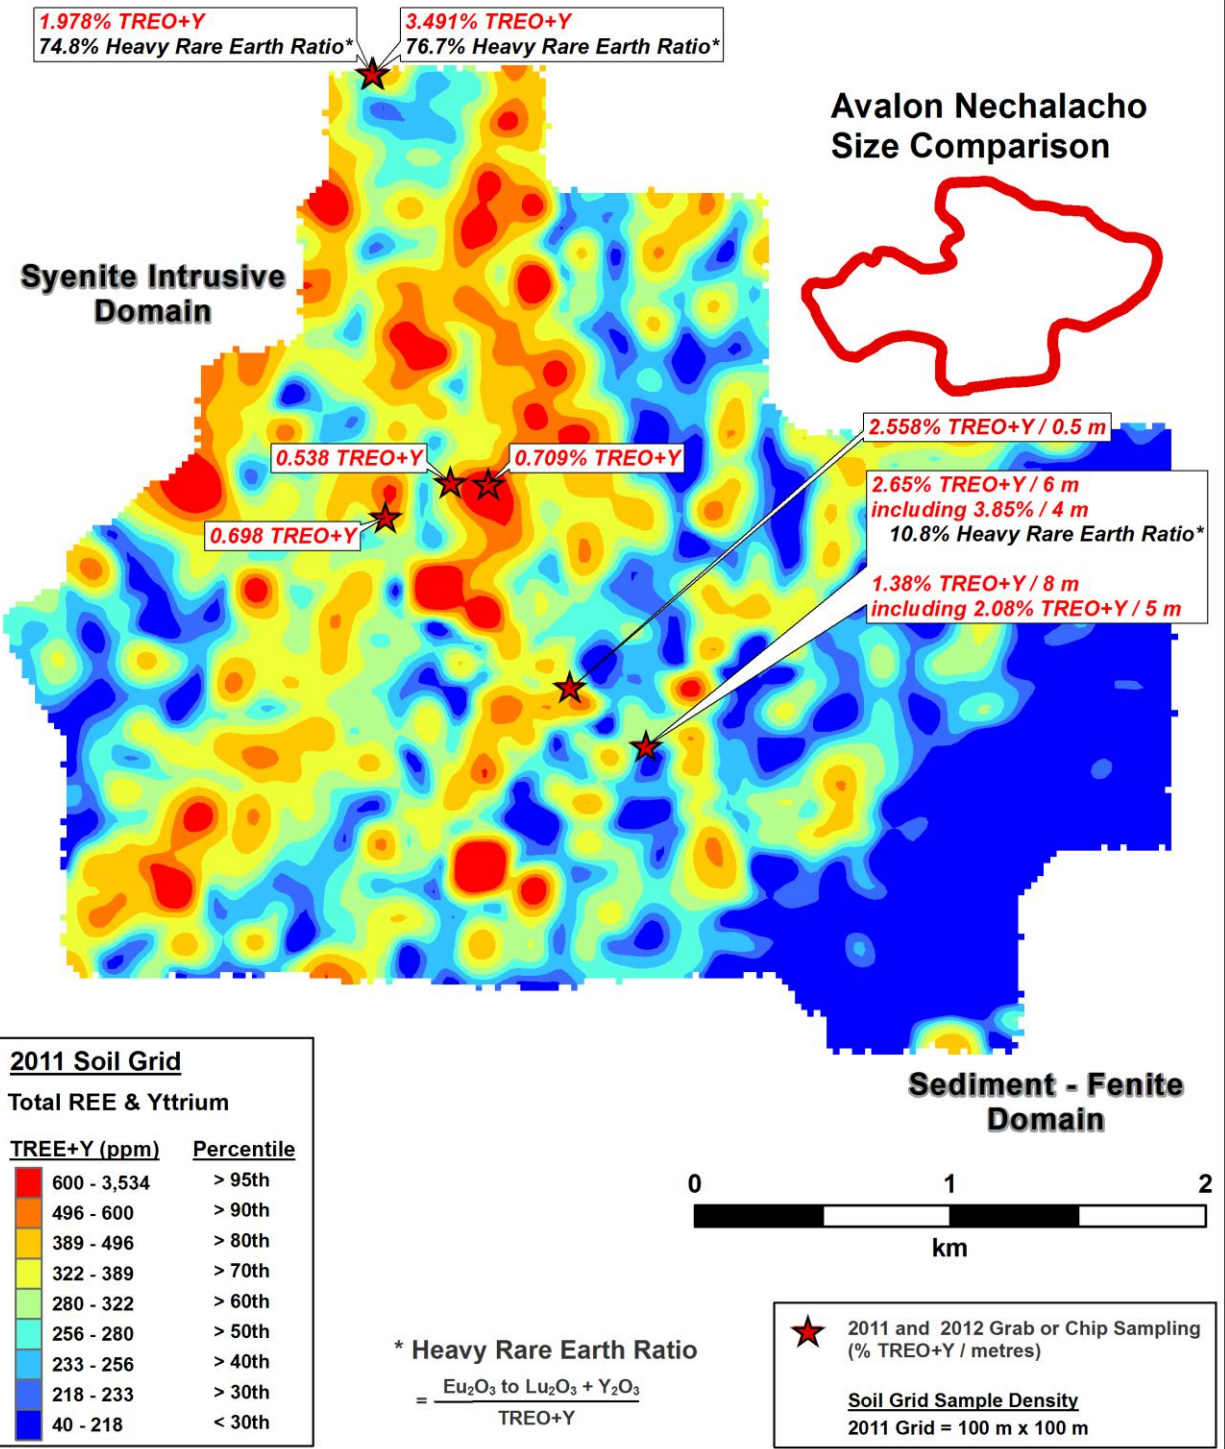 1.978% TREO+Y
74.8% Heavy Rare Earth Ratio*
3.491% TREO+Y
76.7% Heavy Rare Earth Ratio*
Avalon Nechalacho
Size Comparison
Syenite Intrusive
Domain
2.558% TREO+Y / 0.5 m
0.538 TREO+Y
0.709% TREO+Y
2.65% TREO+Y / 6 m
including 3.85% / 4 m
10.8% Heavy Rare Earth Ratio*
0.698 TREO+Y
1.38% TREO+Y / 8 m
including 2.08% TREO+Y / 5 m
2011 Soil Grid
Total REE & Yttrium
TREE+Y (ppm) Percentile
600 - 3,534 > 95th
496 - 600 > 90th
389 - 496 > 80th
322 - 389 > 70th
280 - 322 > 60th
256 - 280 > 50th
233 - 256 > 40th
218 - 233 > 30th
40 - 218 < 30th
Sediment - Fenite
Domain
0 1 2
km
* Heavy Rare Earth Ratio
= Eu₂O₃ to Lu₂O₃ + Y₂O₃
TREO+Y
2011 and 2012 Grab or Chip Sampling
(% TREO+Y / metres)
Soil Grid Sample Density
2011 Grid = 100 m x 100 m